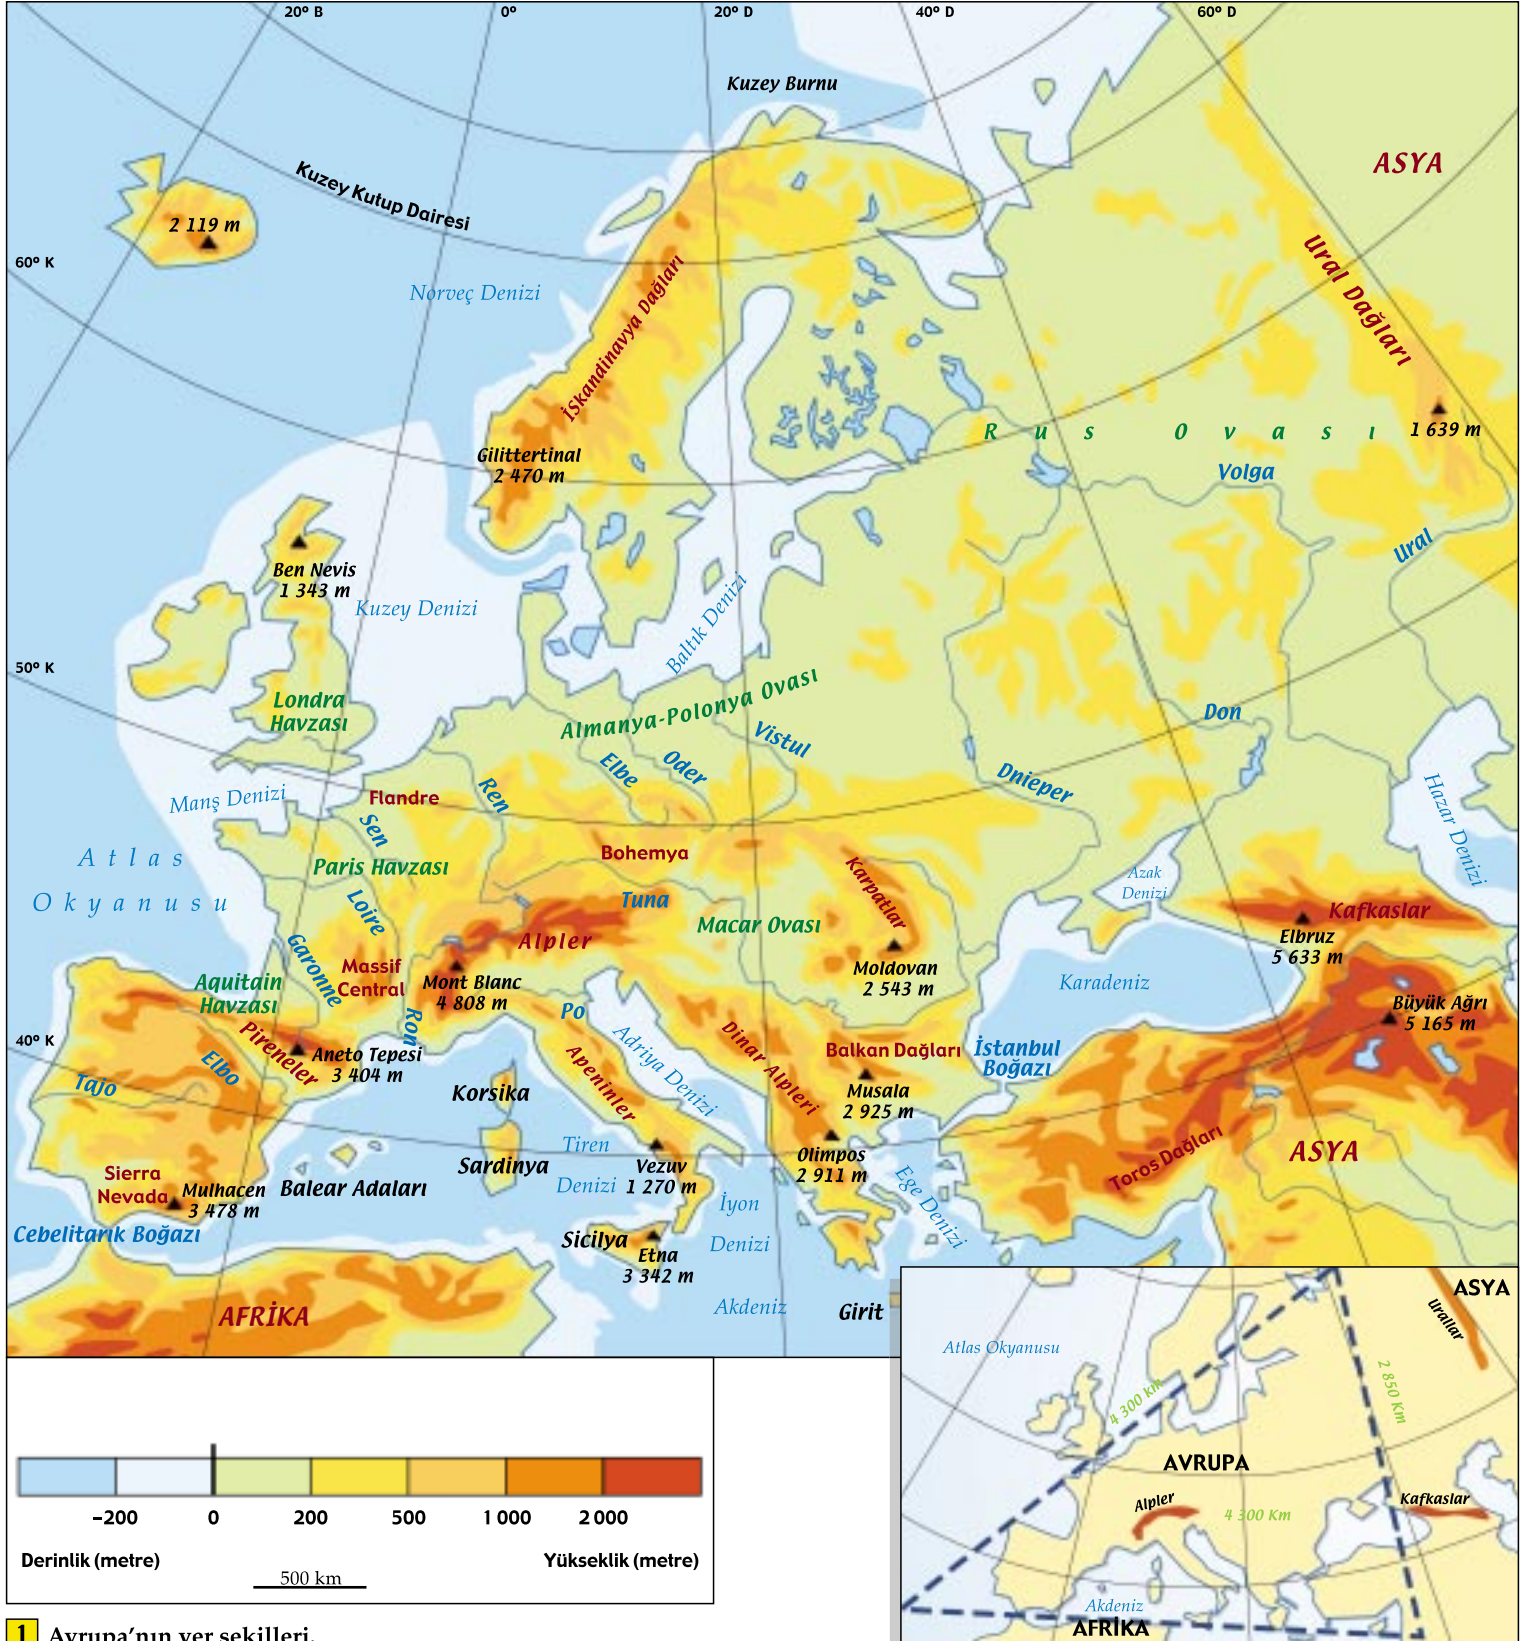 20° B
0°
20° D
40° D
60° D
Kuzey Burnu
ASYA
Kuzey Kutup Dairesi
2 119 m
60° K
Norveç Denizi
İSkandinavya Dağları
Ural Dağları
Gilittertinal
2 470 m
Rus Ovası
1 639 m
Volga
Ural
Ben Nevis
1 343 m
Kuzey Denizi
Baltık Denizi
50° K
Londra
Havzası
Almanya-Polonya Ovası
Vistul
Elbe
Oder
Don
Dnieper
Hazar Denizi
Manş Denizi
Flandre
Ren
Sen
Paris Havzası
Bohemya
Karpatlar
Atlas
Okyanusu
Loire
Tuna
Macar Ovası
Azak
Denizi
Kafkaslar
Elbruz
5 633 m
Garonne
Alpler
Massif
Central
Mont Blanc
4 808 m
Moldovan
2 543 m
Karadeniz
Aquitain
Havzası
Büyük Ağrı
5 165 m
Po
Ron
40° K
Pireneler
Aneto Tepesi
3 404 m
Elbo
Tajo
Adriya Denizi
Dinar Alpleri
Balkan Dağları
İstanbul
Boğazı
Apeninler
Korsika
Musala
2 925 m
Tiren
Denizi
Sardinya
Vezuv
1 270 m
Olimpos
2 911 m
Toros Dağları
ASYA
Sierra
Nevada
Mulhacen
3 478 m
Balear Adaları
İyon
Denizi
Ege Denizi
Cebelitarık Boğazı
Sicilya
Etna
3 342 m
Akdeniz
Girit
AFRİKA
ASYA
Urallar
Atlas Okyanusu
4 300 km
2 850 Km
AVRUPA
Alpler
4 300 Km
Kafkaslar
Akdeniz
AFRİKA
−200
0
200
500
1 000
2 000
Derinlik (metre)
Yükseklik (metre)
500 km
1 Avrupa’nın yer şekilleri.